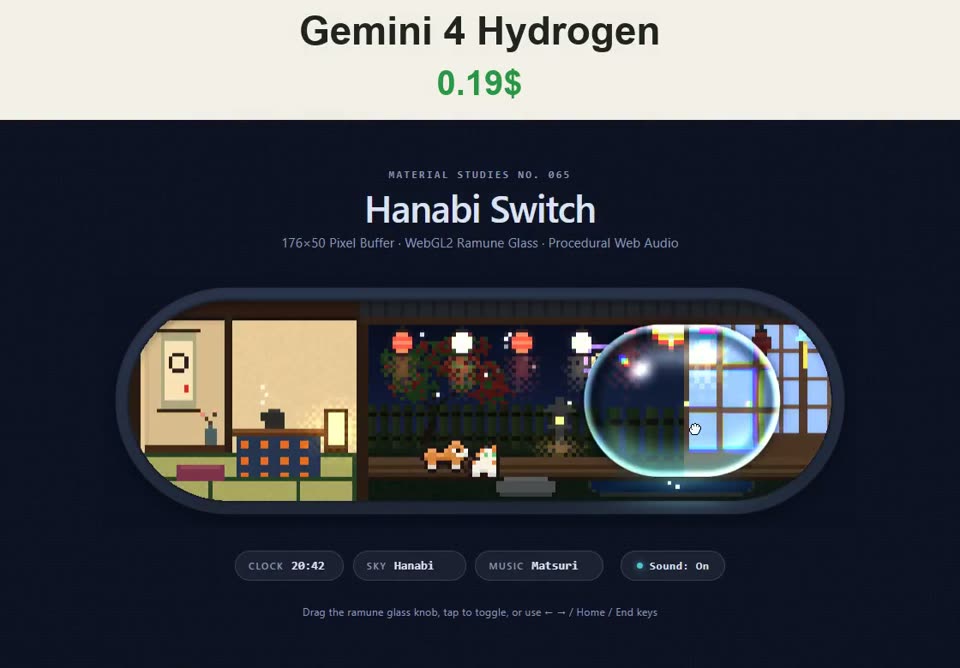 Gemini 4 Hydrogen
0.19$
MATERIAL STUDIES NO. 065
Hanabi Switch
176×50 Pixel Buffer · WebGL2 Ramune Glass · Procedural Web Audio
CLOCK 20:42
SKY Hanabi
MUSIC Matsuri
Sound: On
Drag the ramune glass knob, tap to toggle, or use ← → / Home / End keys